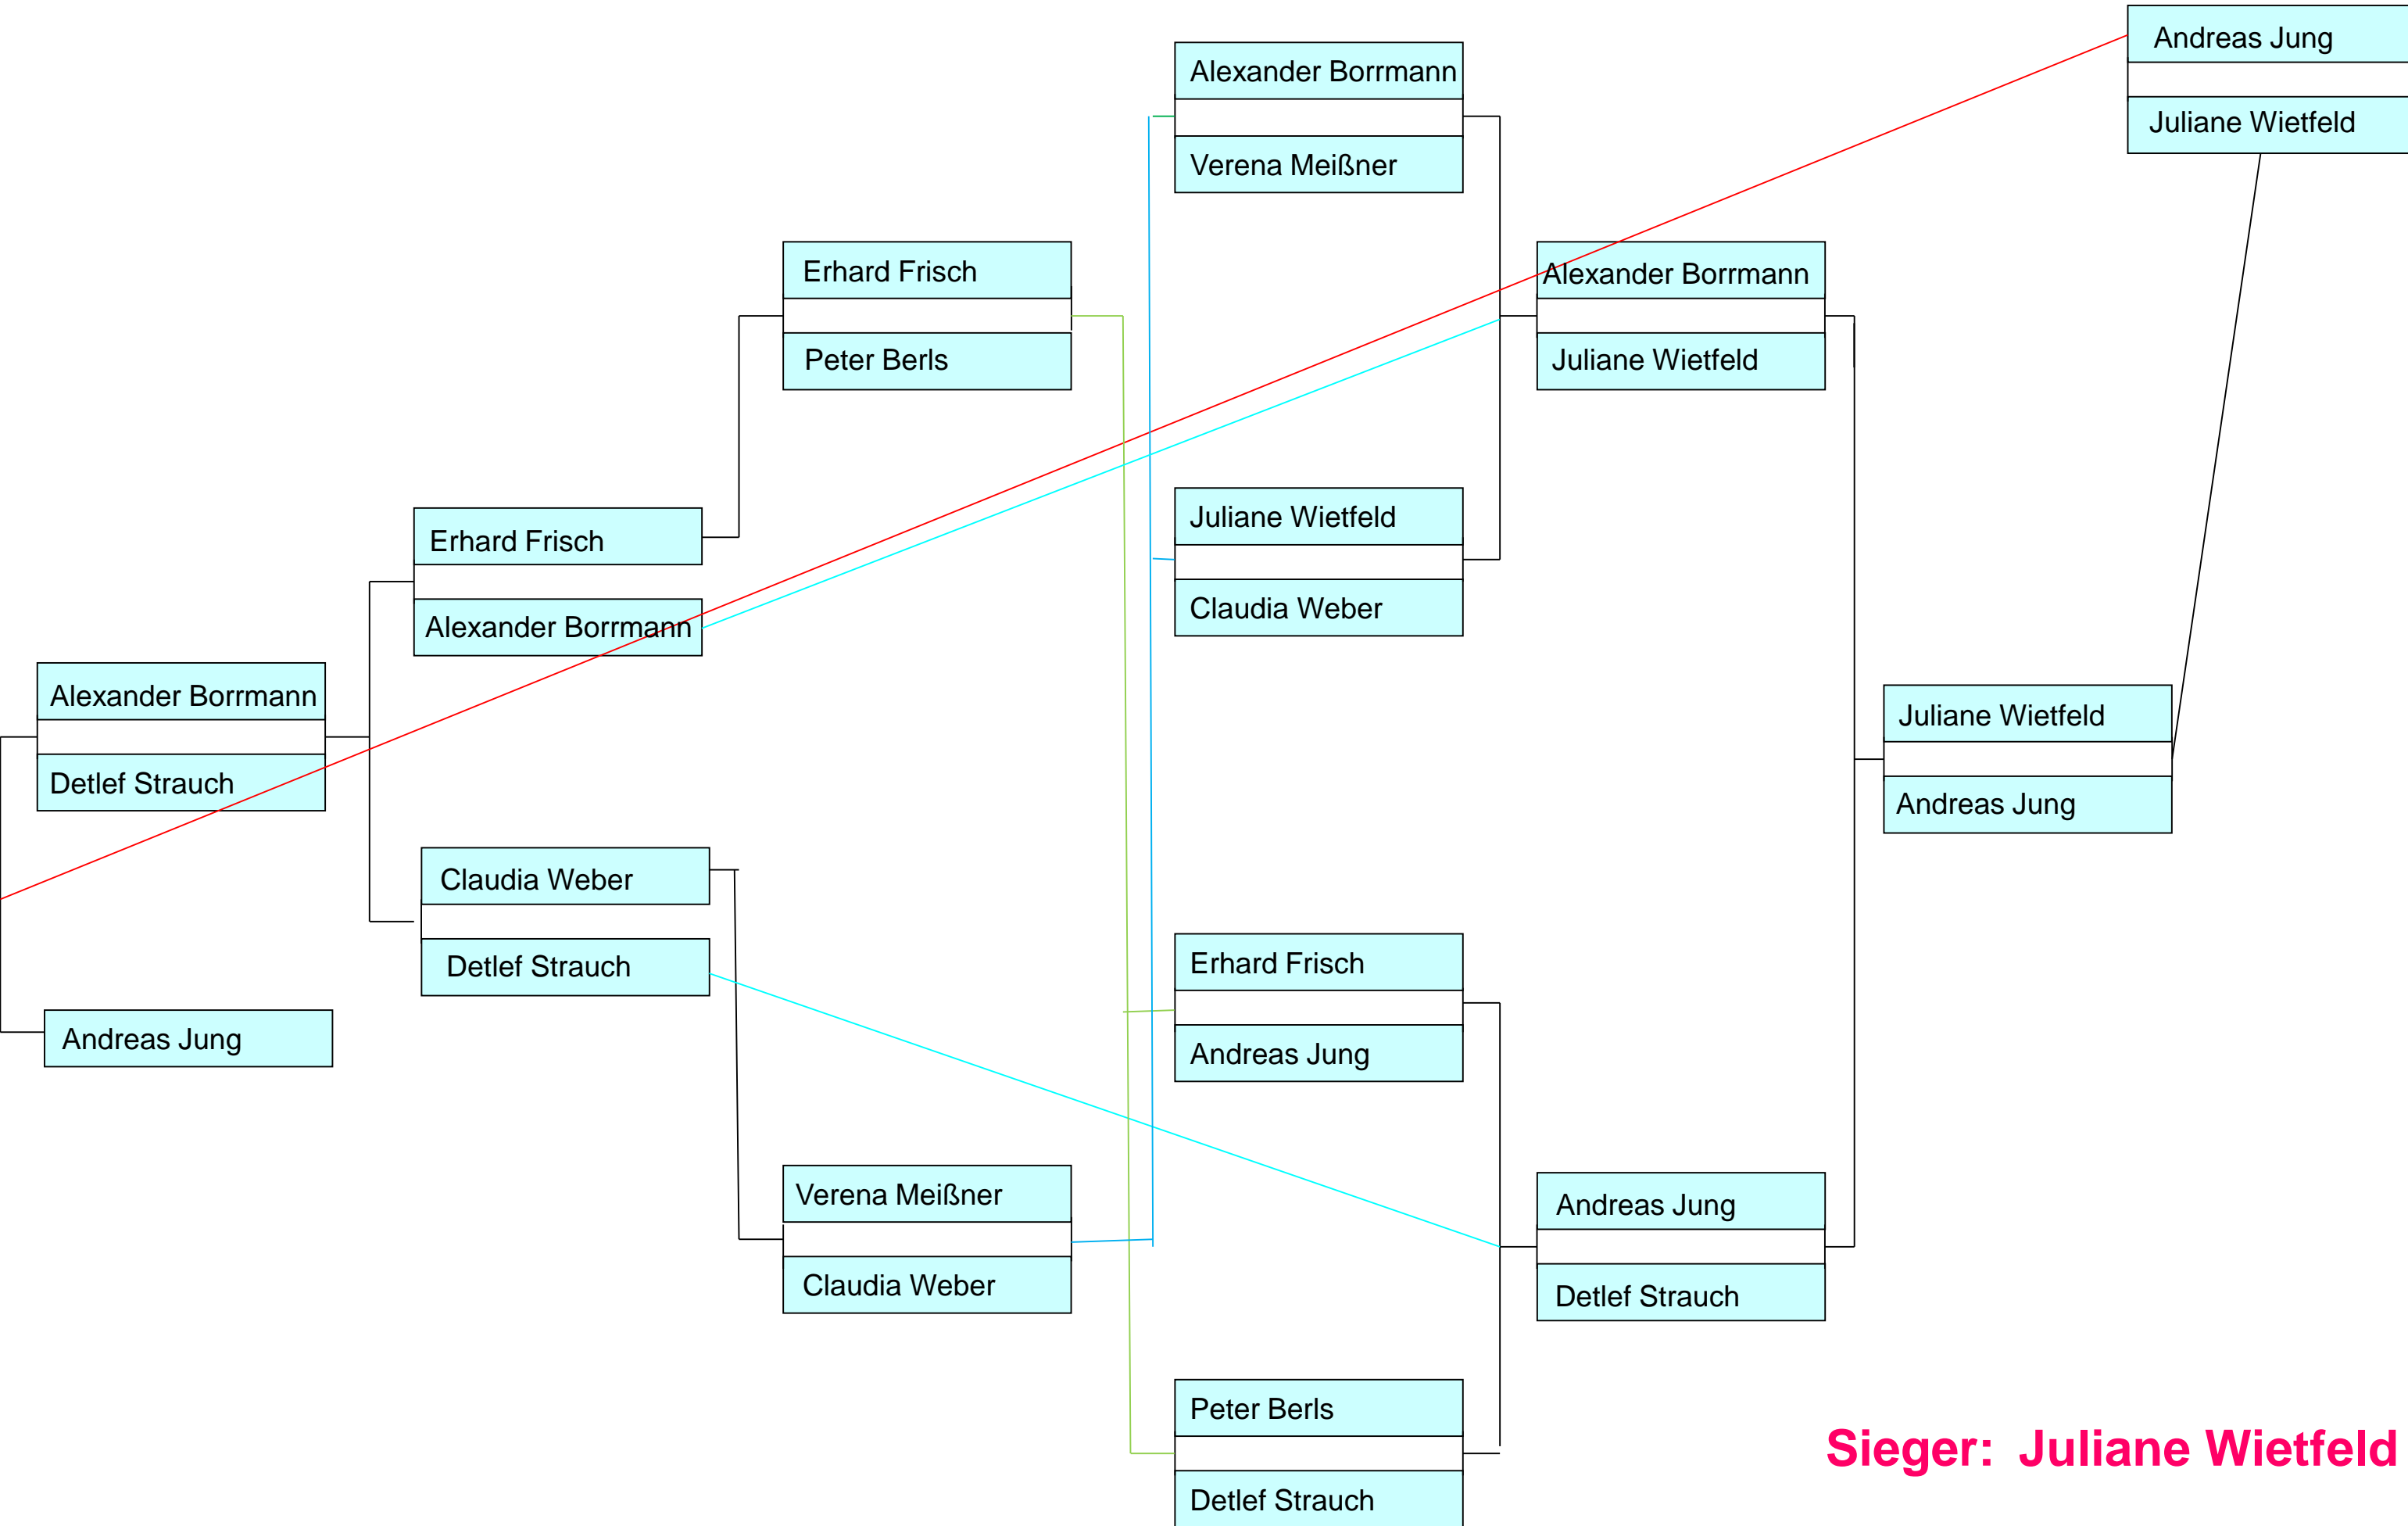 Andreas Jung
Juliane Wietfeld
Alexander Borrmann
Verena Meißner
Erhard Frisch
Peter Berls
Alexander Borrmann
Juliane Wietfeld
Juliane Wietfeld
Claudia Weber
Erhard Frisch
Alexander Borrmann
Alexander Borrmann
Detlef Strauch
Juliane Wietfeld
Andreas Jung
Claudia Weber
Detlef Strauch
Erhard Frisch
Andreas Jung
Andreas Jung
Verena Meißner
Claudia Weber
Andreas Jung
Detlef Strauch
Peter Berls
Detlef Strauch
Sieger: Juliane Wietfeld